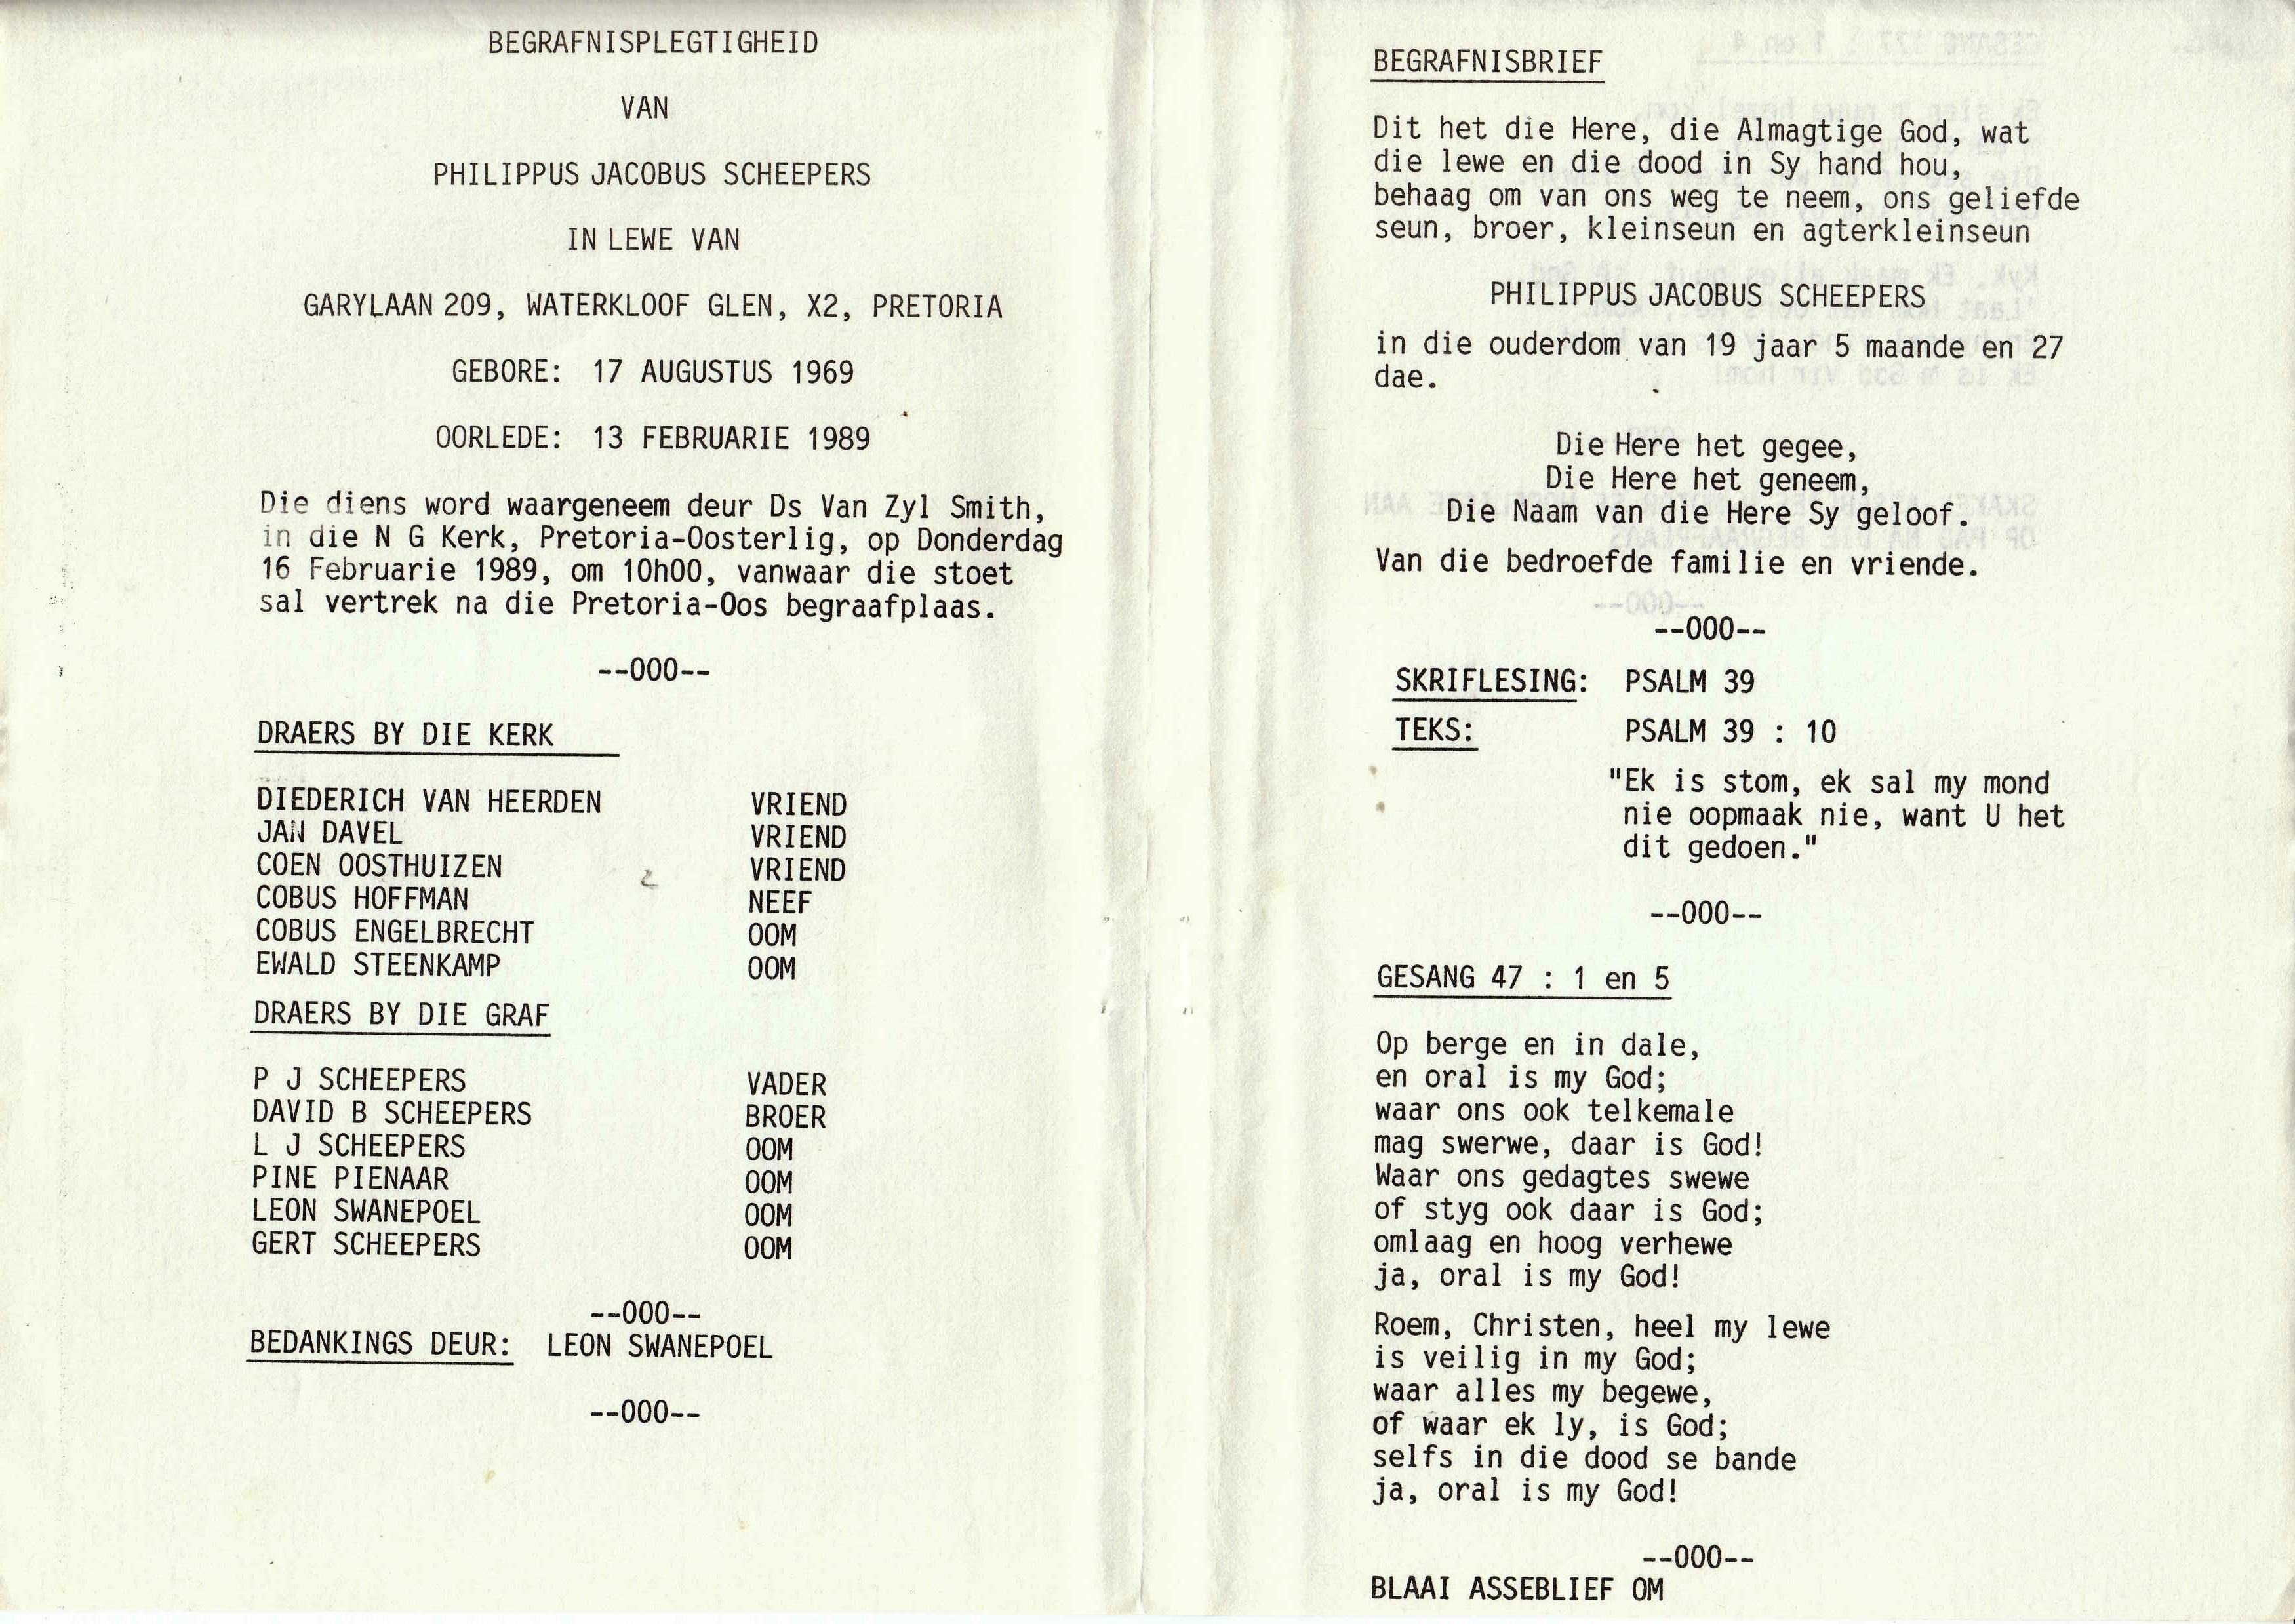 BEGRAFNISPLEGTIGHEID
VAN
PHILIPPUS JACOBUS SCHEEPERS
IN LEWE VAN
GARYLAAN 209, WATERKLOOF GLEN, X2, PRETORIA
GEBORE: 17 AUGUSTUS 1969
OORLEDE: 13 FEBRUARIE 1989
Die diens word waargeneem deur Ds Van Zyl Smith,
in die N G Kerk, Pretoria-Oosterlig, op Donderdag
16 Februarie 1989, om 10h00, vanwaar die stoet
sal vertrek na die Pretoria-Oos begraafplaas.
--000--
DRAERS BY DIE KERK
DIEDERICH VAN HEERDEN VRIEND
JAN DAVEL VRIEND
COEN OOSTHUIZEN VRIEND
COBUS HOFFMAN NEEF
COBUS ENGELBRECHT OOM
EWALD STEENKAMP OOM
DRAERS BY DIE GRAF
P J SCHEEPERS VADER
DAVID B SCHEEPERS BROER
L J SCHEEPERS OOM
PINE PIENAAR OOM
LEON SWANEPOEL OOM
GERT SCHEEPERS OOM
--000--
BEDANKINGS DEUR: LEON SWANEPOEL
--000--
BEGRAFNISBRIEF
Dit het die Here, die Almagtige God, wat
die lewe en die dood in Sy hand hou,
behaag om van ons weg te neem, ons geliefde
seun, broer, kleinseun en agterkleinseun
PHILIPPUS JACOBUS SCHEEPERS
in die ouderdom van 19 jaar 5 maande en 27
dae.
Die Here het gegee,
Die Here het geneem,
Die Naam van die Here Sy geloof.
Van die bedroefde familie en vriende.
--000--
SKRIFLESING: PSALM 39
TEKS: PSALM 39 : 10
"Ek is stom, ek sal my mond
nie oopmaak nie, want U het
dit gedoen."
--000--
GESANG 47 : 1 en 5
Op berge en in dale,
en oral is my God;
waar ons ook telkemale
mag swerwe, daar is God!
Waar ons gedagtes swewe
of styg ook daar is God;
omlaag en hoog verhewe
ja, oral is my God!
Roem, Christen, heel my lewe
is veilig in my God;
waar alles my begewe,
of waar ek ly, is God;
selfs in die dood se bande
ja, oral is my God!
--000--
BLAAI ASSEBLIEF OM